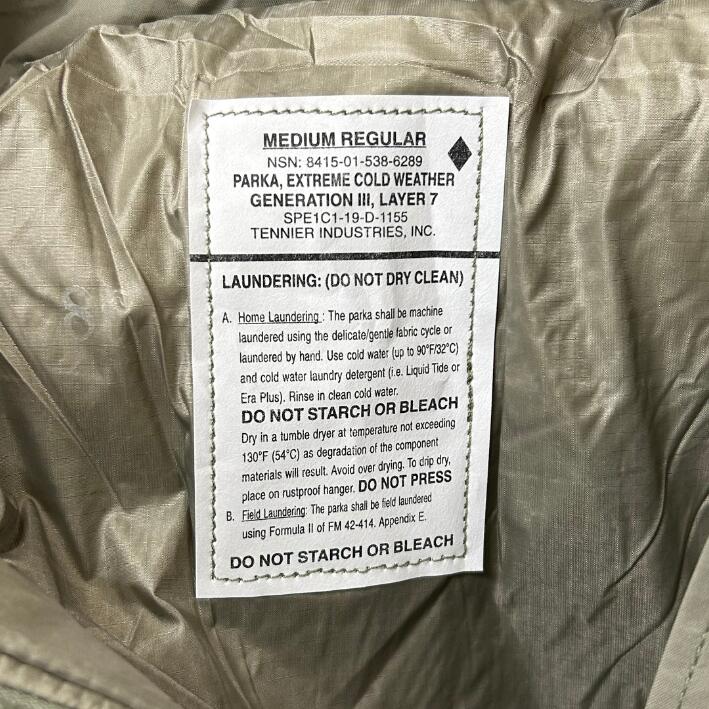 MEDIUM REGULAR
NSN: 8415-01-538-6289
PARKA, EXTREME COLD WEATHER
GENERATION III, LAYER 7
SPE1C1-19-D-1155
TENNIER INDUSTRIES, INC.
LAUNDERING: (DO NOT DRY CLEAN)
A. Home Laundering : The parka shall be machine
laundered using the delicate/gentle fabric cycle or
laundered by hand. Use cold water (up to 90°F/32°C)
and cold water laundry detergent (i.e. Liquid Tide or
Era Plus). Rinse in clean cold water.
DO NOT STARCH OR BLEACH
Dry in a tumble dryer at temperature not exceeding
130°F (54°C) as degradation of the component
materials will result. Avoid over drying. To drip dry,
place on rustproof hanger. DO NOT PRESS
B. Field Laundering: The parka shall be field laundered
using Formula II of FM 42-414. Appendix E.
DO NOT STARCH OR BLEACH